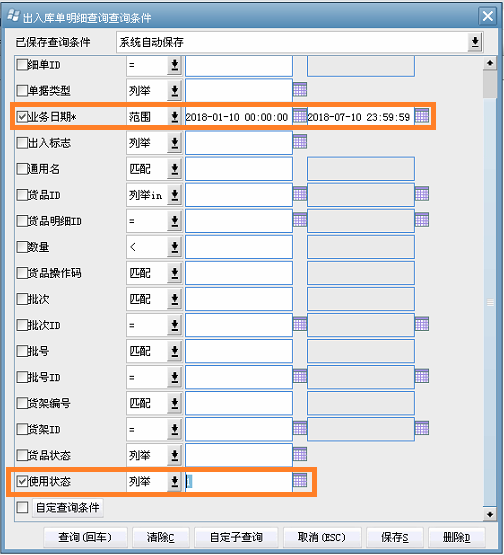 出入库单明细查询查询条件
已保存查询条件 系统自动保存
细单ID =
单据类型 列举
业务日期* 范围 2018-01-10 00:00:00 2018-07-10 23:59:59
出入标志 列举
通用名 匹配
货品ID 列举in
货品明细ID =
数量 <
货品操作码 匹配
批次 匹配
批次ID =
批号 匹配
批号ID =
货架编号 匹配
货架ID =
货品状态 列举
使用状态 列举
自定查询条件
查询(回车) 清除C 自定子查询 取消(ESC) 保存S 删除D